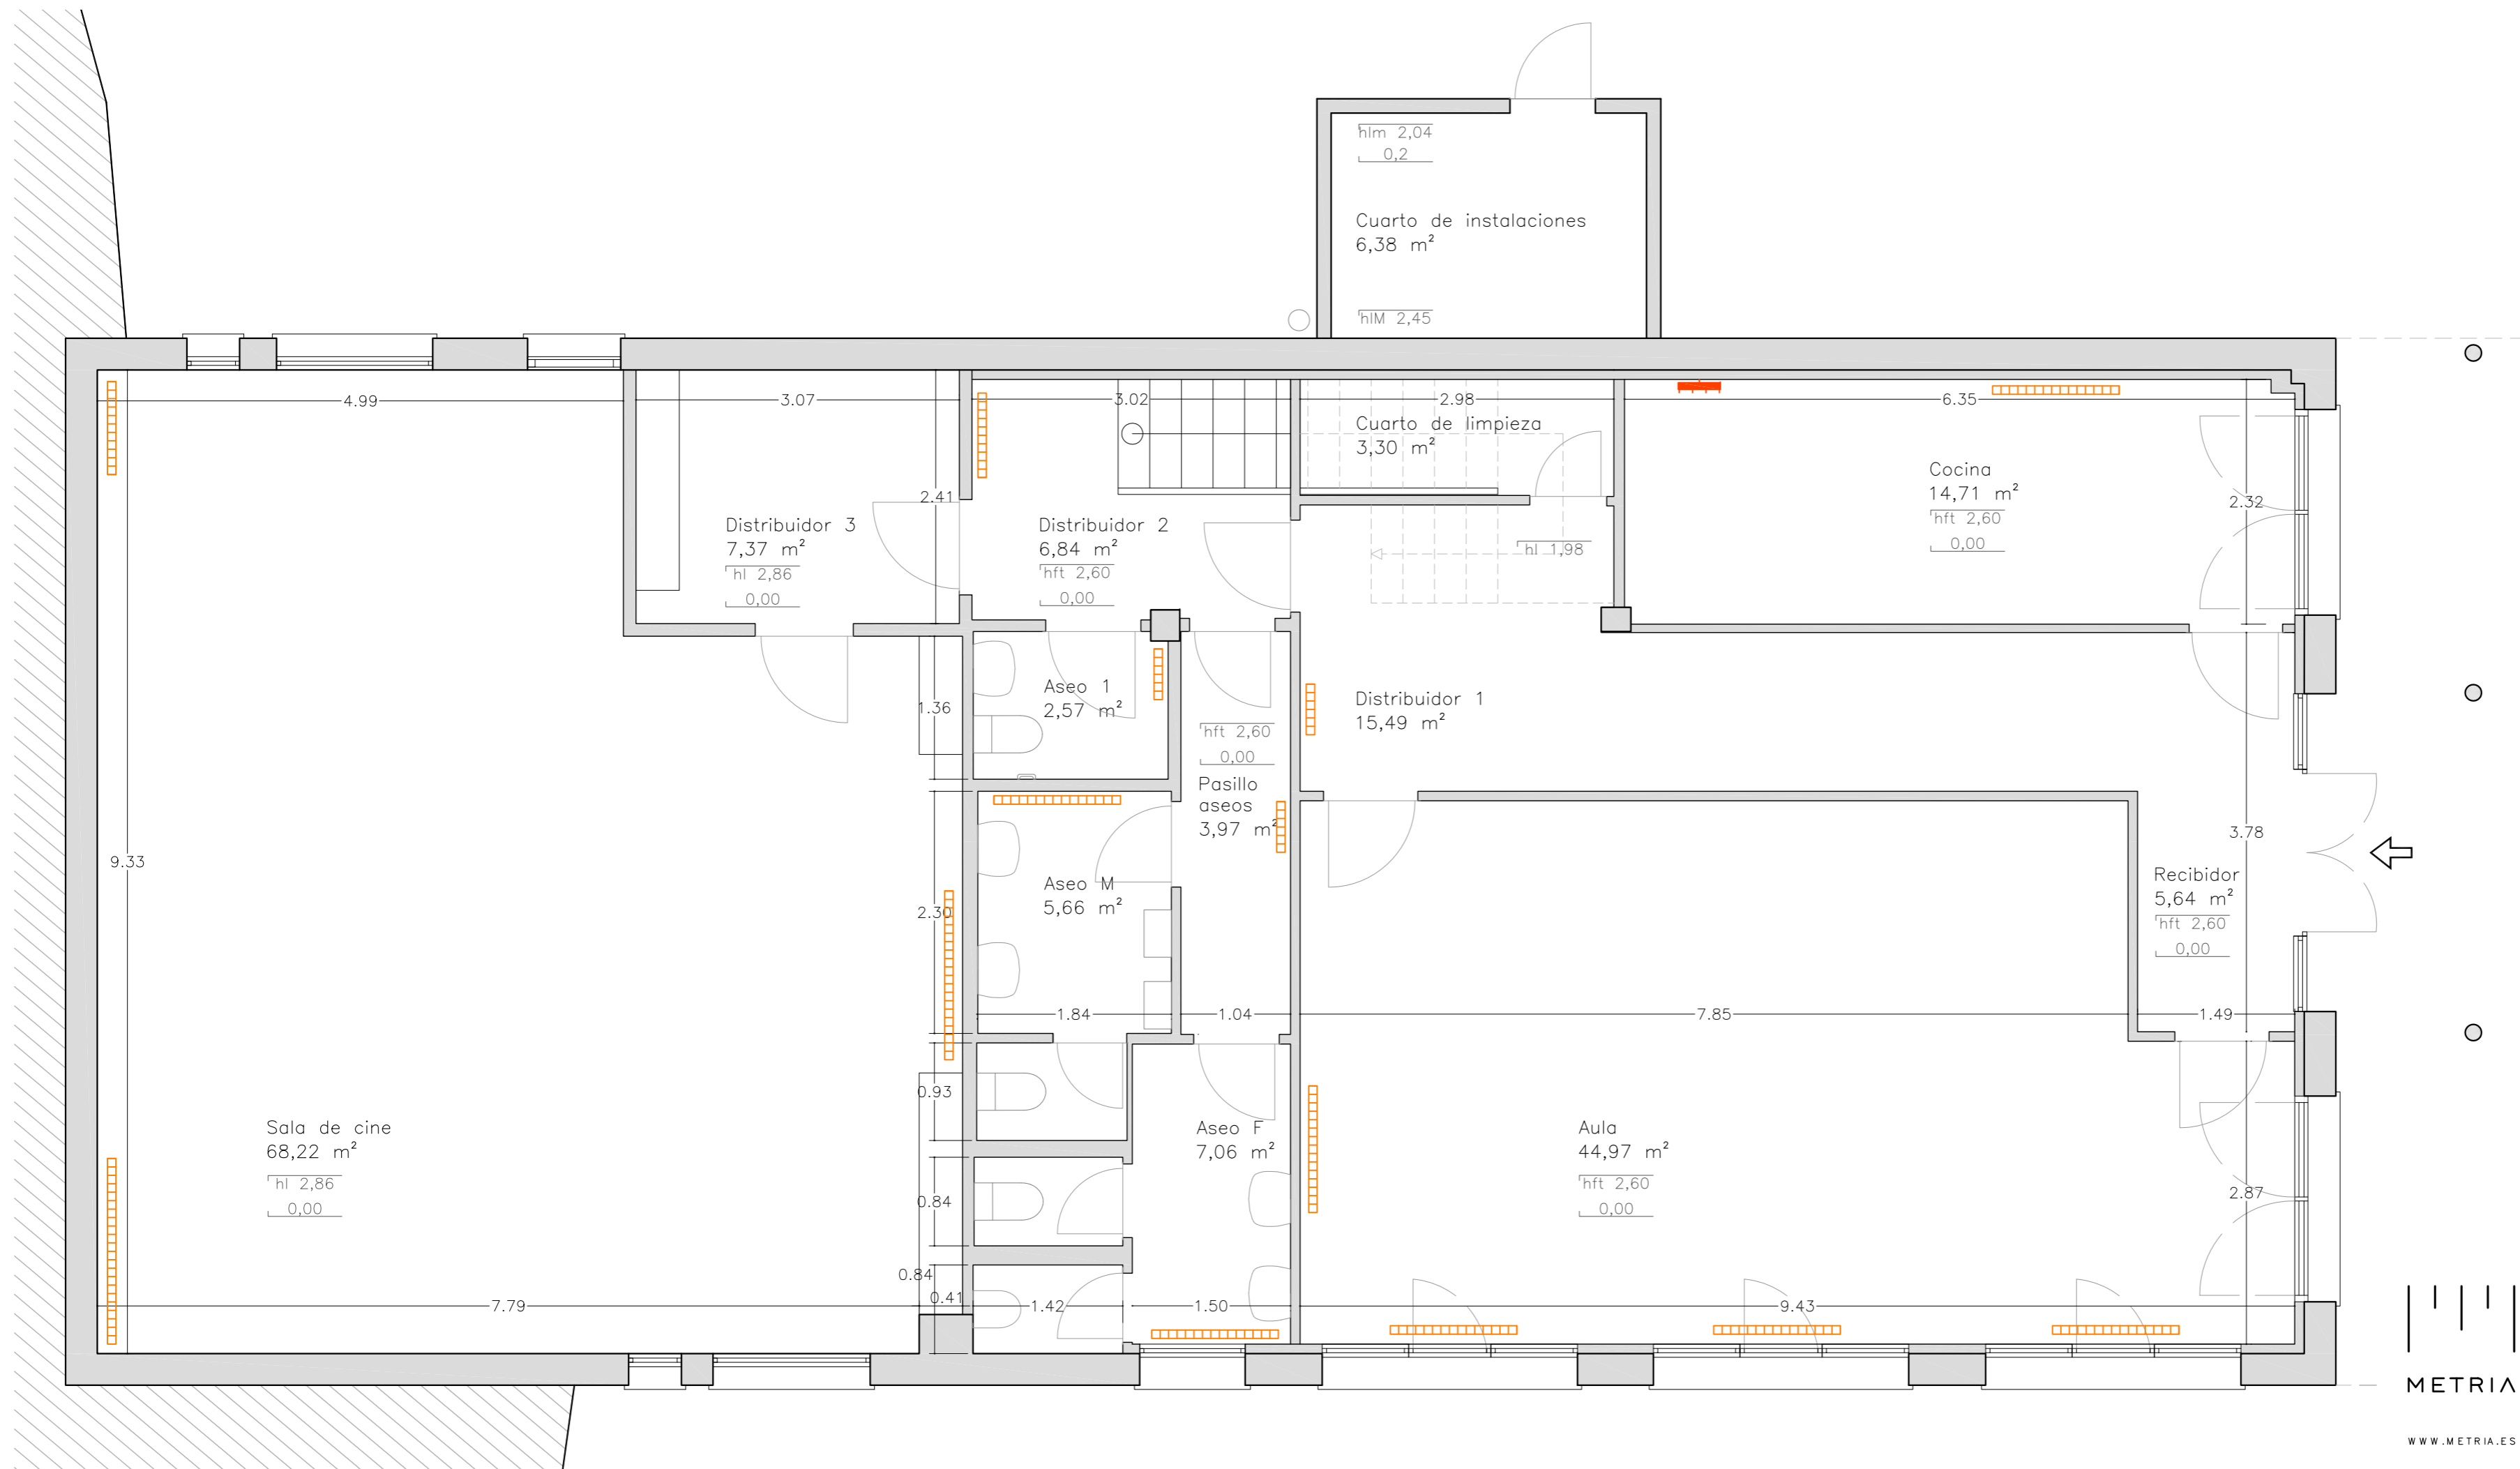 hlm 2,04
0,2
Cuarto de instalaciones
6,38 m²
hlM 2,45
4.99
3.07
3.02
2.98
6.35
Cuarto de limpieza
3,30 m²
Cocina
14,71 m²
hft 2,60
0,00
2.32
2.41
Distribuidor 3
7,37 m²
hl 2,86
0,00
Distribuidor 2
6,84 m²
hft 2,60
0,00
hl 1,98
Aseo 1
2,57 m²
1.36
hft 2,60
0,00
Pasillo
aseos
3,97 m²
Distribuidor 1
15,49 m²
9.33
3.78
Recibidor
5,64 m²
hft 2,60
0,00
Aseo M
5,66 m²
2.30
1.84
1.04
7.85
1.49
0.93
Sala de cine
68,22 m²
hl 2,86
0,00
Aseo F
7,06 m²
Aula
44,97 m²
hft 2,60
0,00
0.84
2.87
0.84
0.41
7.79
1.42
1.50
9.43
METRIA
WWW.METRIA.ES